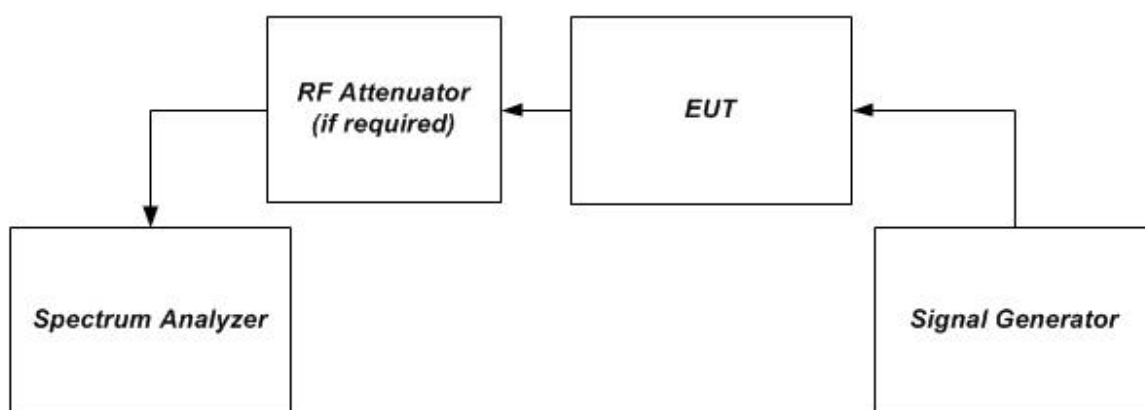 RF Attenuator
(if required)
EUT
Spectrum Analyzer
Signal Generator